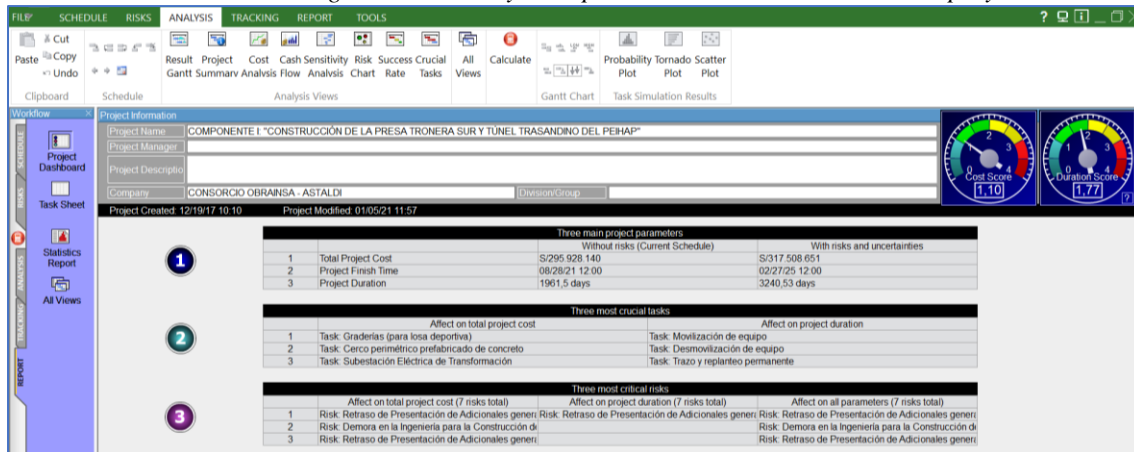 FILE SCHEDULE RISKS ANALYSIS TRACKING REPORT TOOLS
Cut
Copy
Paste
Undo
Clipboard
Schedule
Result Gantt
Project Summary
Cost Analysis
Cash Flow
Sensitivity Analysis
Risk Chart
Success Rate
Crucial Tasks
All Views
Analysis Views
Calculate
Gantt Chart
Probability Plot
Tornado Plot
Scatter Plot
Task Simulation Results
Workflow
SCHEDULE
RISKS
ANALYSIS
TRACKING
REPORT
Project Dashboard
Task Sheet
Statistics Report
All Views
Project Information
Project Name COMPONENTE I: "CONSTRUCCIÓN DE LA PRESA TRONERA SUR Y TÚNEL TRASANDINO DEL PEIHAP"
Project Manager
Project Descriptio
Company CONSORCIO OBRAINSA - ASTALDI Division/Group
Project Created: 12/19/17 10:10 Project Modified: 01/05/21 11:57
0 1 2 3 4
Cost Score
1,10
0 1 2 3 4
Duration Score
1,77
?
1
Three main project parameters
Without risks (Current Schedule) With risks and uncertainties
1 Total Project Cost S/295.928.140 S/317.508.651
2 Project Finish Time 08/28/21 12:00 02/27/25 12:00
3 Project Duration 1961,5 days 3240,53 days
2
Three most crucial tasks
Affect on total project cost Affect on project duration
1 Task: Graderías (para losa deportiva) Task: Movilización de equipo
2 Task: Cerco perimétrico prefabricado de concreto Task: Desmovilización de equipo
3 Task: Subestación Eléctrica de Transformación Task: Trazo y replanteo permanente
3
Three most critical risks
Affect on total project cost (7 risks total) Affect on project duration (7 risks total) Affect on all parameters (7 risks total)
1 Risk: Retraso de Presentación de Adicionales genera Risk: Retraso de Presentación de Adicionales genera Risk: Retraso de Presentación de Adicionales genera
2 Risk: Demora en la Ingeniería para la Construcción de Risk: Demora en la Ingeniería para la Construcción de
3 Risk: Retraso de Presentación de Adicionales genera Risk: Retraso de Presentación de Adicionales genera